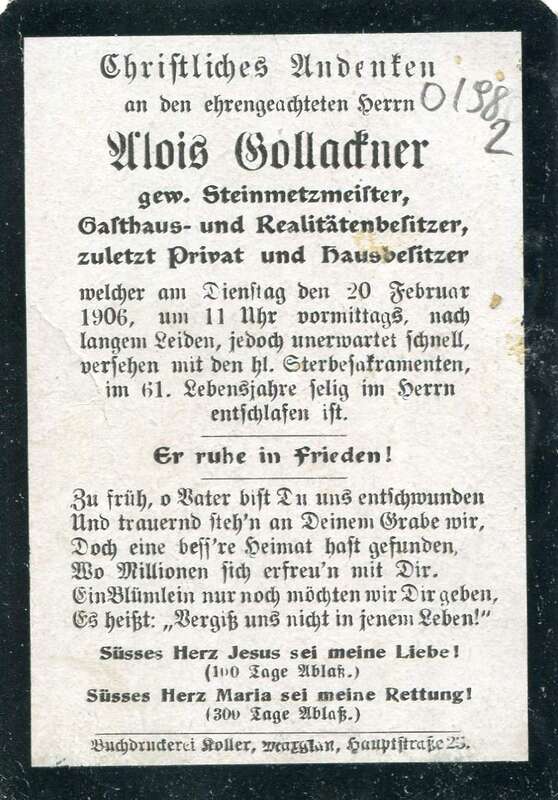 Christliches Andenken
an den ehrengeachteten Herrn
0198
2
Alois Gollackner
gew. Steinmetzmeister,
Gasthaus- und Realitätenbesitzer,
zuletzt Privat und Hausbesitzer
welcher am Dienstag den 20 Februar
1906, um 11 Uhr vormittags, nach
langem Leiden, jedoch unerwartet schnell,
versehen mit den hl. Sterbesakramenten,
im 61. Lebensjahre selig im Herrn
entschlafen ist.
Er ruhe in Frieden!
Zu früh, o Vater bist Du uns entschwunden
Und trauernd steh'n an Deinem Grabe wir,
Doch eine bess're Heimat hast gefunden,
Wo Millionen sich erfreu'n mit Dir.
Ein Blümlein nur noch möchten wir Dir geben,
Es heißt: „Vergiß uns nicht in jenem Leben!"
Süsses Herz Jesus sei meine Liebe!
(100 Tage Ablaß.)
Süsses Herz Maria sei meine Rettung!
(300 Tage Ablaß.)
Buchdruckerei Koller, Maxglan, Hauptstraße 25.